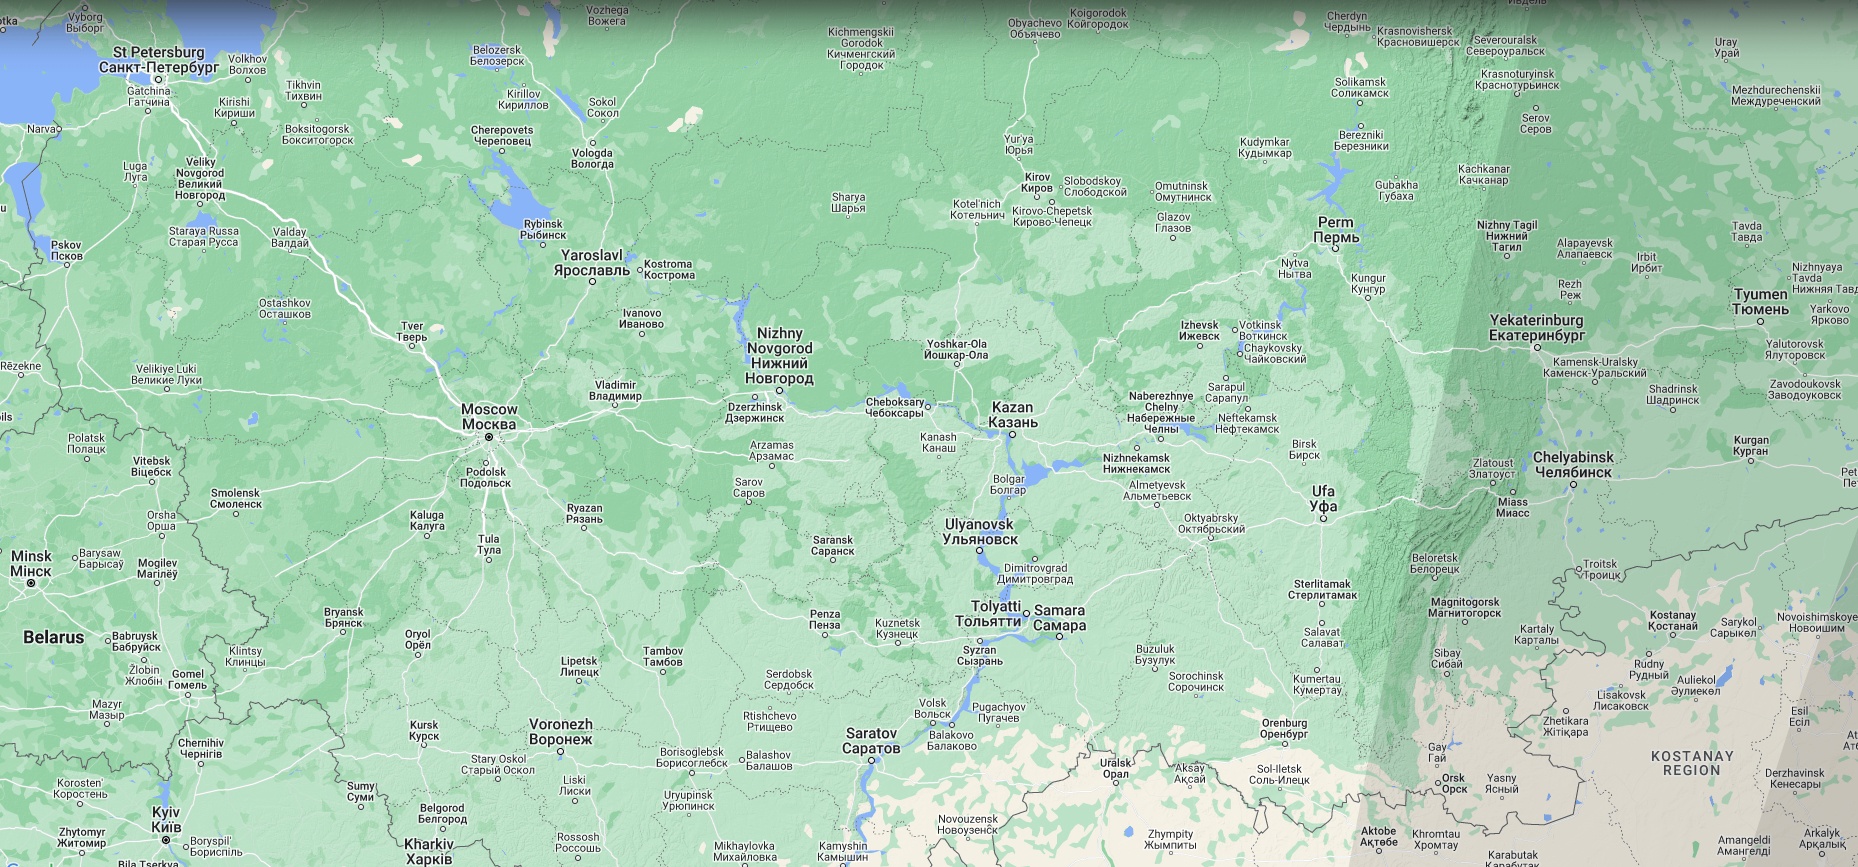 Vyborg
Выборг
Vozhega
Вожега
Obyachevo
Объячево
Koigorodok
Койгородок
Cherdyn
Чердынь
Krasnovishersk
Красновишерск
Kichmengskii
Gorodok
Кичменгский
Городок
Severouralsk
Североуральск
Uray
Урай
St Petersburg
Санкт-Петербург
Volkhov
Волхов
Belozersk
Белозерск
Gatchina
Гатчина
Tikhvin
Тихвин
Kirishi
Кириши
Kirillov
Кириллов
Sokol
Сокол
Solikamsk
Соликамск
Krasnoturyinsk
Краснотурьинск
Mezhdurechenskii
Междуреченский
Serov
Серов
Narva
Boksitogorsk
Бокситогорск
Cherepovets
Череповец
Vologda
Вологда
Yur'ya
Юрья
Kudymkar
Кудымкар
Berezniki
Березники
Luga
Луга
Veliky
Novgorod
Великий
Новгород
Kirov
Киров
Slobodskoy
Слободской
Omutninsk
Омутнинск
Gubakha
Губаха
Kachkanar
Качканар
Sharya
Шарья
Kotel'nich
Котельнич
Kirovo-Chepetsk
Кирово-Чепецк
Glazov
Глазов
Perm
Пермь
Nizhny Tagil
Нижний
Тагил
Tavda
Тавда
Pskov
Псков
Staraya Russa
Старая Русса
Valday
Валдай
Rybinsk
Рыбинск
Yaroslavl
Ярославль
Kostroma
Кострома
Nytva
Нытва
Kungur
Кунгур
Alapayevsk
Алапаевск
Irbit
Ирбит
Rezh
Реж
Nizhnyaya
Tavda
Нижняя Тавд
Tyumen
Тюмень
Yarkovo
Ярково
Ostashkov
Осташков
Tver
Тверь
Ivanovo
Иваново
Nizhny
Novgorod
Нижний
Новгород
Yoshkar-Ola
Йошкар-Ола
Izhevsk
Ижевск
Votkinsk
Воткинск
Chaykovsky
Чайковский
Yekaterinburg
Екатеринбург
Yalutorovsk
Ялуторовск
Rēzekne
Velikiye Luki
Великие Луки
Vladimir
Владимир
Dzerzhinsk
Дзержинск
Cheboksary
Чебоксары
Kazan
Казань
Naberezhnye
Chelny
Набережные
Челны
Sarapul
Сарапул
Neftekamsk
Нефтекамск
Kamensk-Uralsky
Каменск-Уральский
Shadrinsk
Шадринск
Zavodoukovsk
Заводоуковск
Moscow
Москва
Polatsk
Полацк
Vitebsk
Віцебск
Podolsk
Подольск
Arzamas
Арзамас
Kanash
Канаш
Nizhnekamsk
Нижнекамск
Birsk
Бирск
Zlatoust
Златоуст
Chelyabinsk
Челябинск
Kurgan
Курган
Smolensk
Смоленск
Sarov
Саров
Bolgar
Болгар
Almetyevsk
Альметьевск
Ufa
Уфа
Miass
Миасс
Orsha
Орша
Kaluga
Калуга
Ryazan
Рязань
Ulyanovsk
Ульяновск
Oktyabrsky
Октябрьский
Minsk
Мінск
Barysaw
Барысаў
Mogilev
Магілёў
Tula
Тула
Saransk
Саранск
Dimitrovgrad
Димитровград
Beloretsk
Белорецк
Troitsk
Троицк
Sterlitamak
Стерлитамак
Magnitogorsk
Магнитогорск
Belarus
Babruysk
Бабруйск
Bryansk
Брянск
Oryol
Орёл
Penza
Пенза
Kuznetsk
Кузнецк
Tolyatti
Тольятти
Samara
Самара
Salavat
Салават
Kartaly
Карталы
Kostanay
Қостанай
Sarykol
Сарыкөл
Novoishimskoye
Новоишим
Žlobin
Жлобін
Klintsy
Клинцы
Gomel
Гомель
Lipetsk
Липецк
Tambov
Тамбов
Syzran
Сызрань
Buzuluk
Бузулук
Sibay
Сибай
Rudny
Рудный
Serdobsk
Сердобск
Sorochinsk
Сорочинск
Kumertau
Кумертау
Auliekol
Әулиекөл
Lisakovsk
Лисаковск
Mazyr
Мазыр
Kursk
Курск
Voronezh
Воронеж
Rtishchevo
Ртищево
Volsk
Вольск
Pugachyov
Пугачев
Balakovo
Балаково
Orenburg
Оренбург
Zhetikara
Жітіқара
Esil
Есіл
Chernihiv
Чернігів
Saratov
Саратов
Stary Oskol
Старый Оскол
Borisoglebsk
Борисоглебск
Balashov
Балашов
Uralsk
Орал
Aksay
Ақсай
Sol-Iletsk
Соль-Илецк
Gay
Гай
Orsk
Орск
Yasny
Ясный
KOSTANAY
REGION
Derzhavinsk
Korosten'
Коростень
Sumy
Суми
Liski
Лиски
Uryupinsk
Урюпинск
Kyiv
Київ
Belgorod
Белгород
Novouzensk
Новоузенск
Zhympity
Жымпиты
Aktobe
Ақтөбе
Khromtau
Хромтау
Amangeldi
Амангелді
Arkalyk
Арқалық
Zhytomyr
Житомир
Boryspil'
Бориспіль
Kharkiv
Харків
Rossosh
Россошь
Mikhaylovka
Михайловка
Kamyshin
Камышин
Karabutak
Bila Tserkva